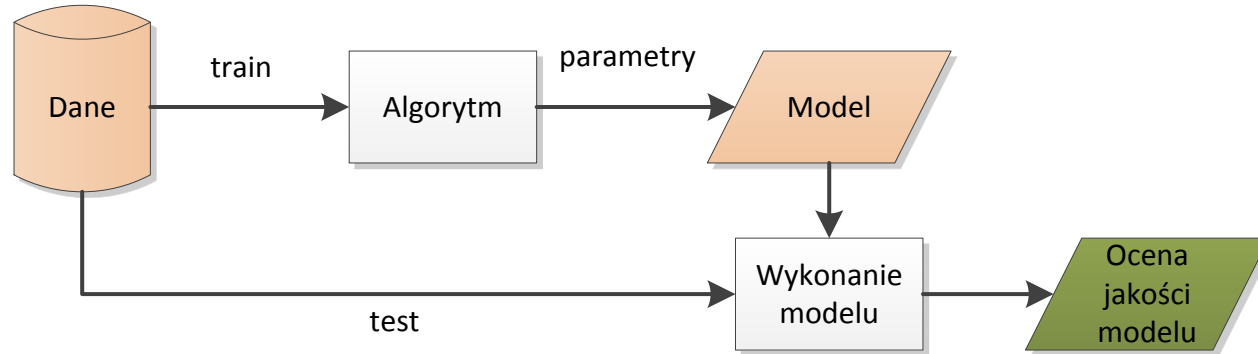 Dane
train
Algorytm
parametry
Model
test
Wykonanie
modelu
Ocena
jakości
modelu